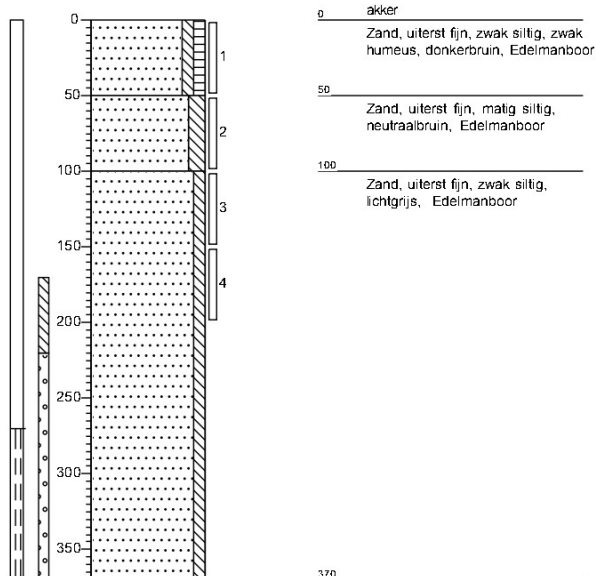 0
50
100
150
200
250
300
350
1
2
3
4
0 akker
Zand, uiterst fijn, zwak siltig, zwak
humeus, donkerbruin, Edelmanboor
50
Zand, uiterst fijn, matig siltig,
neutraalbruin, Edelmanboor
100
Zand, uiterst fijn, zwak siltig,
lichtgrijs, Edelmanboor
370